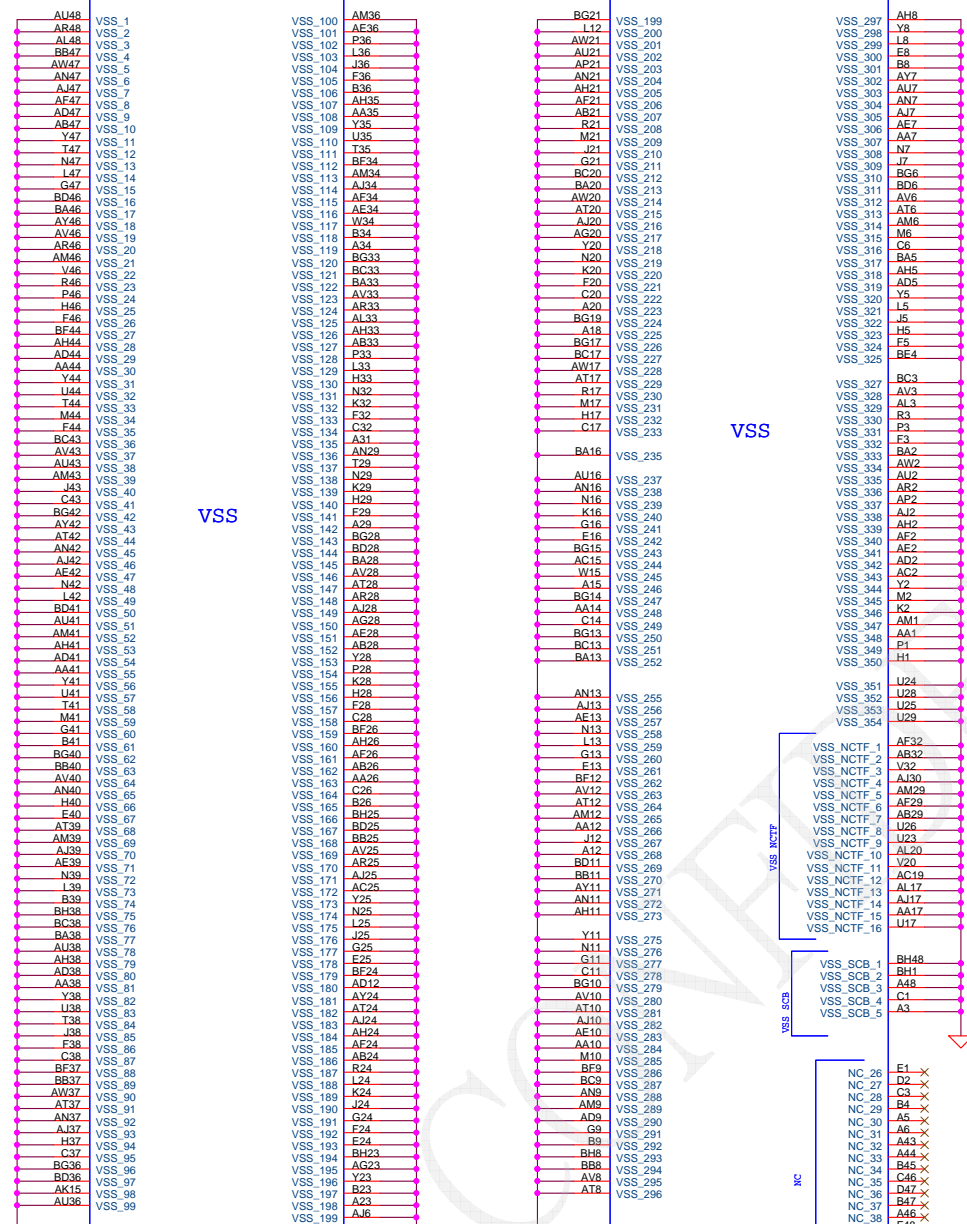 AU48 VSS_1
AR48 VSS_2
AL48 VSS_3
BB47 VSS_4
AW47 VSS_5
AN47 VSS_6
AJ47 VSS_7
AF47 VSS_8
AD47 VSS_9
AB47 VSS_10
Y47 VSS_11
T47 VSS_12
N47 VSS_13
L47 VSS_14
G47 VSS_15
BD46 VSS_16
BA46 VSS_17
AY46 VSS_18
AV46 VSS_19
AR46 VSS_20
AM46 VSS_21
V46 VSS_22
R46 VSS_23
P46 VSS_24
H46 VSS_25
F46 VSS_26
BF44 VSS_27
AH44 VSS_28
AD44 VSS_29
AA44 VSS_30
Y44 VSS_31
U44 VSS_32
T44 VSS_33
M44 VSS_34
F44 VSS_35
BC43 VSS_36
AV43 VSS_37
AU43 VSS_38
AM43 VSS_39
J43 VSS_40
C43 VSS_41
BG42 VSS_42
AY42 VSS_43
AT42 VSS_44
AN42 VSS_45
AJ42 VSS_46
AE42 VSS_47
N42 VSS_48
L42 VSS_49
BD41 VSS_50
AU41 VSS_51
AM41 VSS_52
AH41 VSS_53
AD41 VSS_54
AA41 VSS_55
Y41 VSS_56
U41 VSS_57
T41 VSS_58
M41 VSS_59
G41 VSS_60
B41 VSS_61
BG40 VSS_62
BB40 VSS_63
AV40 VSS_64
AN40 VSS_65
H40 VSS_66
E40 VSS_67
AT39 VSS_68
AM39 VSS_69
AJ39 VSS_70
AE39 VSS_71
N39 VSS_72
L39 VSS_73
B39 VSS_74
BH38 VSS_75
BC38 VSS_76
BA38 VSS_77
AU38 VSS_78
AH38 VSS_79
AD38 VSS_80
AA38 VSS_81
Y38 VSS_82
U38 VSS_83
T38 VSS_84
J38 VSS_85
F38 VSS_86
C38 VSS_87
BF37 VSS_88
BB37 VSS_89
AW37 VSS_90
AT37 VSS_91
AN37 VSS_92
AJ37 VSS_93
H37 VSS_94
C37 VSS_95
BG36 VSS_96
BD36 VSS_97
AK15 VSS_98
AU36 VSS_99
VSS
VSS_100 AM36
VSS_101 AE36
VSS_102 P36
VSS_103 L36
VSS_104 J36
VSS_105 F36
VSS_106 B36
VSS_107 AH35
VSS_108 AA35
VSS_109 Y35
VSS_110 U35
VSS_111 T35
VSS_112 BF34
VSS_113 AM34
VSS_114 AJ34
VSS_115 AF34
VSS_116 AE34
VSS_117 W34
VSS_118 B34
VSS_119 A34
VSS_120 BG33
VSS_121 BC33
VSS_122 BA33
VSS_123 AV33
VSS_124 AR33
VSS_125 AL33
VSS_126 AH33
VSS_127 AB33
VSS_128 P33
VSS_129 L33
VSS_130 H33
VSS_131 N32
VSS_132 K32
VSS_133 F32
VSS_134 C32
VSS_135 A31
VSS_136 AN29
VSS_137 T29
VSS_138 N29
VSS_139 K29
VSS_140 H29
VSS_141 F29
VSS_142 A29
VSS_143 BG28
VSS_144 BD28
VSS_145 BA28
VSS_146 AV28
VSS_147 AT28
VSS_148 AR28
VSS_149 AJ28
VSS_150 AG28
VSS_151 AE28
VSS_152 AB28
VSS_153 Y28
VSS_154 P28
VSS_155 K28
VSS_156 H28
VSS_157 F28
VSS_158 C28
VSS_159 BF26
VSS_160 AH26
VSS_161 AF26
VSS_162 AB26
VSS_163 AA26
VSS_164 C26
VSS_165 B26
VSS_166 BH25
VSS_167 BD25
VSS_168 BB25
VSS_169 AV25
VSS_170 AR25
VSS_171 AJ25
VSS_172 AC25
VSS_173 Y25
VSS_174 N25
VSS_175 L25
VSS_176 J25
VSS_177 G25
VSS_178 E25
VSS_179 BF24
VSS_180 AD12
VSS_181 AY24
VSS_182 AT24
VSS_183 AJ24
VSS_184 AH24
VSS_185 AF24
VSS_186 AB24
VSS_187 R24
VSS_188 L24
VSS_189 K24
VSS_190 J24
VSS_191 G24
VSS_192 F24
VSS_193 E24
VSS_194 BH23
VSS_195 AG23
VSS_196 Y23
VSS_197 B23
VSS_198 A23
VSS_199 AJ6
BG21 VSS_199
L12 VSS_200
AW21 VSS_201
AU21 VSS_202
AP21 VSS_203
AN21 VSS_204
AH21 VSS_205
AF21 VSS_206
AB21 VSS_207
R21 VSS_208
M21 VSS_209
J21 VSS_210
G21 VSS_211
BC20 VSS_212
BA20 VSS_213
AW20 VSS_214
AT20 VSS_215
AJ20 VSS_216
AG20 VSS_217
Y20 VSS_218
N20 VSS_219
K20 VSS_220
F20 VSS_221
C20 VSS_222
A20 VSS_223
BG19 VSS_224
A18 VSS_225
BG17 VSS_226
BC17 VSS_227
AW17 VSS_228
AT17 VSS_229
R17 VSS_230
M17 VSS_231
H17 VSS_232
C17 VSS_233
BA16 VSS_235
AU16 VSS_237
AN16 VSS_238
N16 VSS_239
K16 VSS_240
G16 VSS_241
E16 VSS_242
BG15 VSS_243
AC15 VSS_244
W15 VSS_245
A15 VSS_246
BG14 VSS_247
AA14 VSS_248
C14 VSS_249
BG13 VSS_250
BC13 VSS_251
BA13 VSS_252
AN13 VSS_255
AJ13 VSS_256
AE13 VSS_257
N13 VSS_258
L13 VSS_259
G13 VSS_260
E13 VSS_261
BF12 VSS_262
AV12 VSS_263
AT12 VSS_264
AM12 VSS_265
AA12 VSS_266
J12 VSS_267
A12 VSS_268
BD11 VSS_269
BB11 VSS_270
AY11 VSS_271
AN11 VSS_272
AH11 VSS_273
Y11 VSS_275
N11 VSS_276
G11 VSS_277
C11 VSS_278
BG10 VSS_279
AV10 VSS_280
AT10 VSS_281
AJ10 VSS_282
AE10 VSS_283
AA10 VSS_284
M10 VSS_285
BF9 VSS_286
BC9 VSS_287
AN9 VSS_288
AM9 VSS_289
AD9 VSS_290
G9 VSS_291
B9 VSS_292
BH8 VSS_293
BB8 VSS_294
AV8 VSS_295
AT8 VSS_296
VSS
VSS_297 AH8
VSS_298 Y8
VSS_299 L8
VSS_300 E8
VSS_301 B8
VSS_302 AY7
VSS_303 AU7
VSS_304 AN7
VSS_305 AJ7
VSS_306 AE7
VSS_307 AA7
VSS_308 N7
VSS_309 J7
VSS_310 BG6
VSS_311 BD6
VSS_312 AV6
VSS_313 AT6
VSS_314 AM6
VSS_315 M6
VSS_316 C6
VSS_317 BA5
VSS_318 AH5
VSS_319 AD5
VSS_320 Y5
VSS_321 L5
VSS_322 J5
VSS_323 H5
VSS_324 F5
VSS_325 BE4
VSS_327 BC3
VSS_328 AV3
VSS_329 AL3
VSS_330 R3
VSS_331 P3
VSS_332 F3
VSS_333 BA2
VSS_334 AW2
VSS_335 AU2
VSS_336 AR2
VSS_337 AP2
VSS_338 AJ2
VSS_339 AH2
VSS_340 AF2
VSS_341 AE2
VSS_342 AD2
VSS_343 AC2
VSS_344 Y2
VSS_345 M2
VSS_346 K2
VSS_347 AM1
VSS_348 AA1
VSS_349 P1
VSS_350 H1
VSS_351 U24
VSS_352 U28
VSS_353 U25
VSS_354 U29
VSS NCTF
VSS_NCTF_1 AF32
VSS_NCTF_2 AB32
VSS_NCTF_3 V32
VSS_NCTF_4 AJ30
VSS_NCTF_5 AM29
VSS_NCTF_6 AF29
VSS_NCTF_7 AB29
VSS_NCTF_8 U26
VSS_NCTF_9 U23
VSS_NCTF_10 AL20
VSS_NCTF_11 V20
VSS_NCTF_12 AC19
VSS_NCTF_13 AL17
VSS_NCTF_14 AJ17
VSS_NCTF_15 AA17
VSS_NCTF_16 U17
VSS SCB
VSS_SCB_1 BH48
VSS_SCB_2 BH1
VSS_SCB_3 A48
VSS_SCB_4 C1
VSS_SCB_5 A3
NC
NC_26 E1
NC_27 D2
NC_28 C3
NC_29 B4
NC_30 A5
NC_31 A6
NC_32 A43
NC_33 A44
NC_34 B45
NC_35 C46
NC_36 D47
NC_37 B47
NC_38 A46